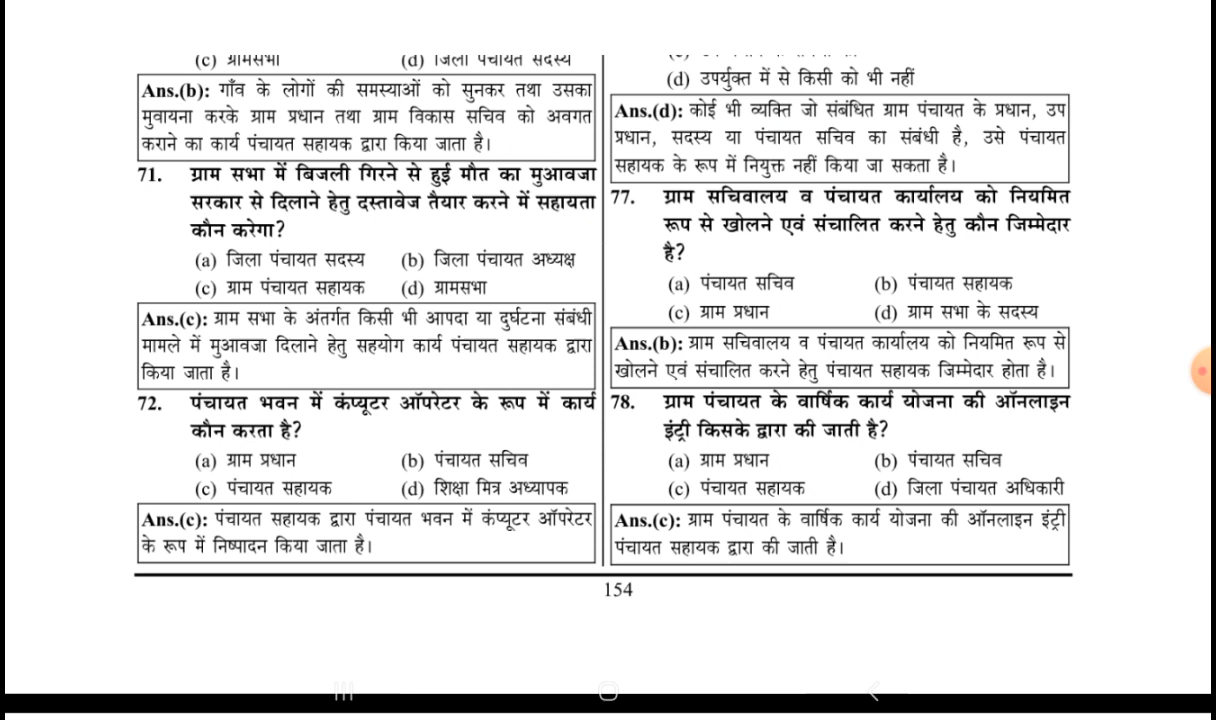 (c) ग्रामसभा (d) जिला पंचायत सदस्य
Ans.(b): गाँव के लोगों की समस्याओं को सुनकर तथा उसका
मुवायना करके ग्राम प्रधान तथा ग्राम विकास सचिव को अवगत
कराने का कार्य पंचायत सहायक द्वारा किया जाता है।
71. ग्राम सभा में बिजली गिरने से हुई मौत का मुआवजा
सरकार से दिलाने हेतु दस्तावेज तैयार करने में सहायता
कौन करेगा?
(a) जिला पंचायत सदस्य (b) जिला पंचायत अध्यक्ष
(c) ग्राम पंचायत सहायक (d) ग्रामसभा
Ans.(c): ग्राम सभा के अंतर्गत किसी भी आपदा या दुर्घटना संबंधी
मामले में मुआवजा दिलाने हेतु सहयोग कार्य पंचायत सहायक द्वारा
किया जाता है।
72. पंचायत भवन में कंप्यूटर ऑपरेटर के रूप में कार्य
कौन करता है?
(a) ग्राम प्रधान (b) पंचायत सचिव
(c) पंचायत सहायक (d) शिक्षा मित्र अध्यापक
Ans.(c): पंचायत सहायक द्वारा पंचायत भवन में कंप्यूटर ऑपरेटर
के रूप में निष्पादन किया जाता है।
(d) उपर्युक्त में से किसी को भी नहीं
Ans.(d): कोई भी व्यक्ति जो संबंधित ग्राम पंचायत के प्रधान, उप
प्रधान, सदस्य या पंचायत सचिव का संबंधी है, उसे पंचायत
सहायक के रूप में नियुक्त नहीं किया जा सकता है।
77. ग्राम सचिवालय व पंचायत कार्यालय को नियमित
रूप से खोलने एवं संचालित करने हेतु कौन जिम्मेदार
है?
(a) पंचायत सचिव (b) पंचायत सहायक
(c) ग्राम प्रधान (d) ग्राम सभा के सदस्य
Ans.(b): ग्राम सचिवालय व पंचायत कार्यालय को नियमित रूप से
खोलने एवं संचालित करने हेतु पंचायत सहायक जिम्मेदार होता है।
78. ग्राम पंचायत के वार्षिक कार्य योजना की ऑनलाइन
इंट्री किसके द्वारा की जाती है?
(a) ग्राम प्रधान (b) पंचायत सचिव
(c) पंचायत सहायक (d) जिला पंचायत अधिकारी
Ans.(c): ग्राम पंचायत के वार्षिक कार्य योजना की ऑनलाइन इंट्री
पंचायत सहायक द्वारा की जाती है।
154